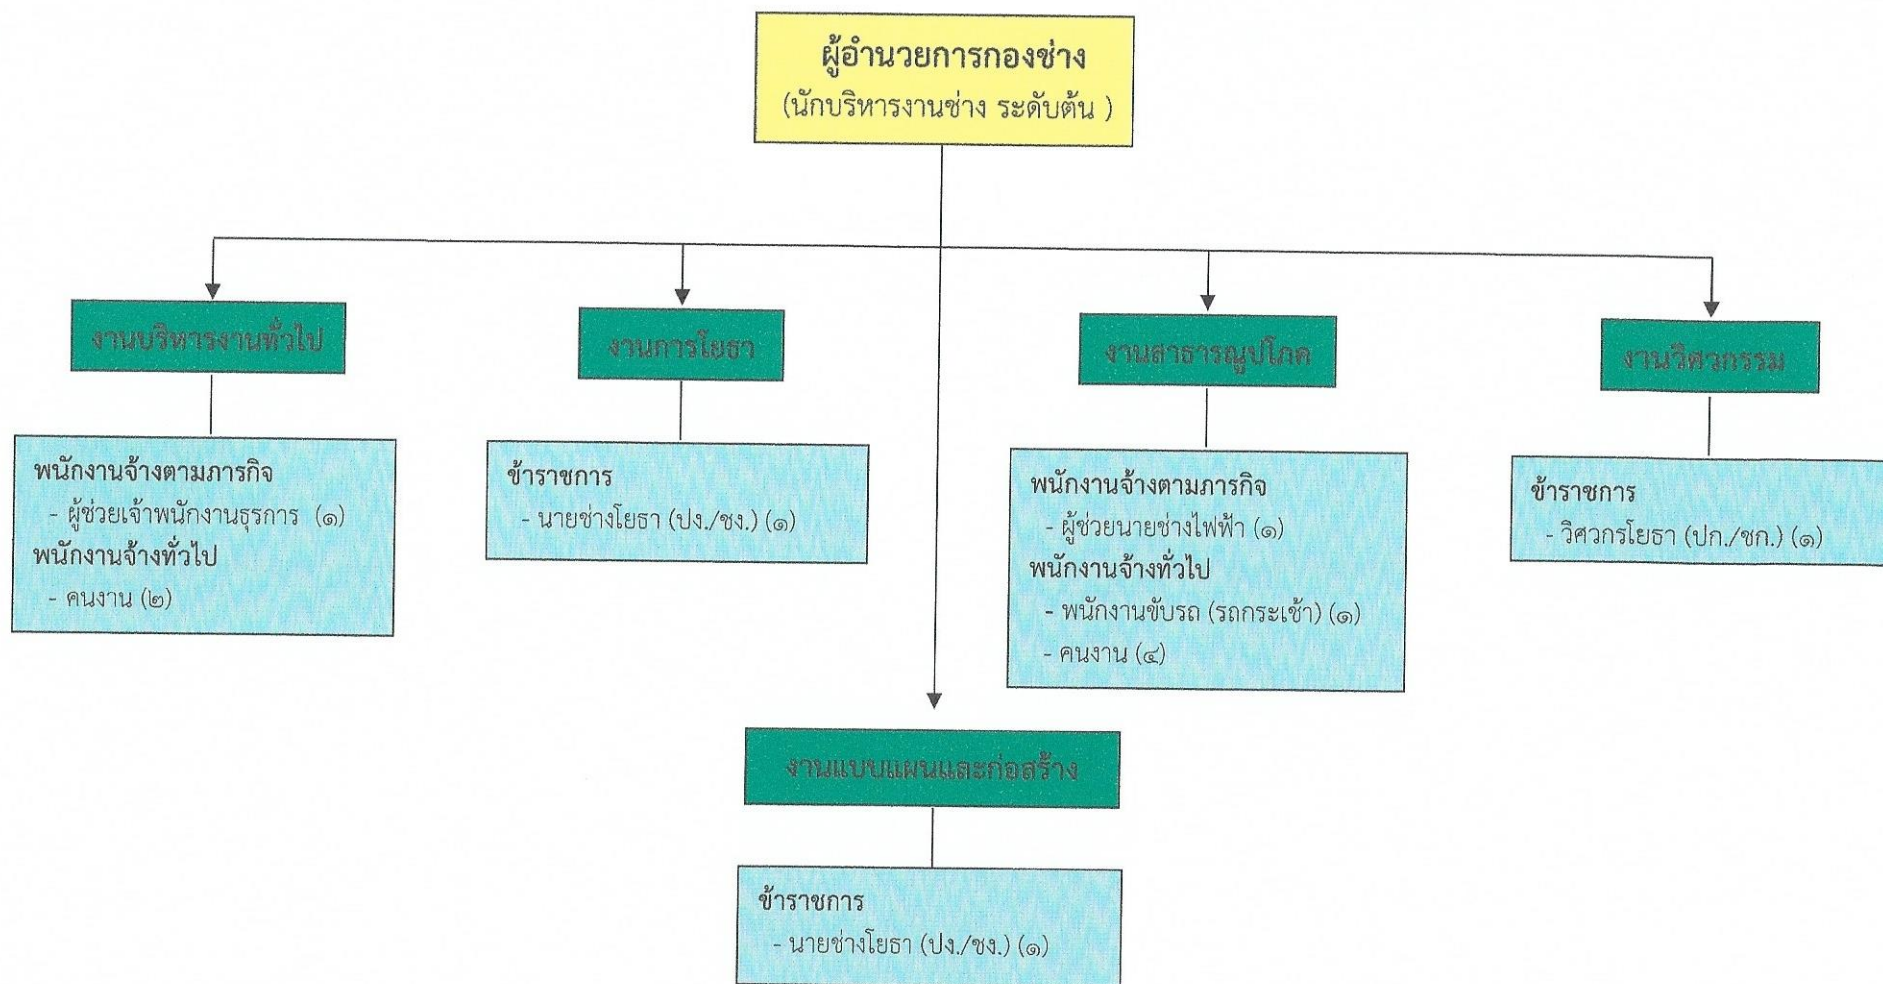 ผู้อำนวยการกองช่าง
(นักบริหารงานช่าง ระดับต้น )
งานบริหารงานทั่วไป
พนักงานจ้างตามภารกิจ
- ผู้ช่วยเจ้าพนักงานธุรการ (๑)
พนักงานจ้างทั่วไป
- คนงาน (๒)
งานการโยธา
ข้าราชการ
- นายช่างโยธา (ปง./ชง.) (๑)
งานสาธารณูปโภค
พนักงานจ้างตามภารกิจ
- ผู้ช่วยนายช่างไฟฟ้า (๑)
พนักงานจ้างทั่วไป
- พนักงานขับรถ (รถกระเช้า) (๑)
- คนงาน (๔)
งานวิศวกรรม
ข้าราชการ
- วิศวกรโยธา (ปก./ชก.) (๑)
งานแบบแผนและก่อสร้าง
ข้าราชการ
- นายช่างโยธา (ปง./ชง.) (๑)